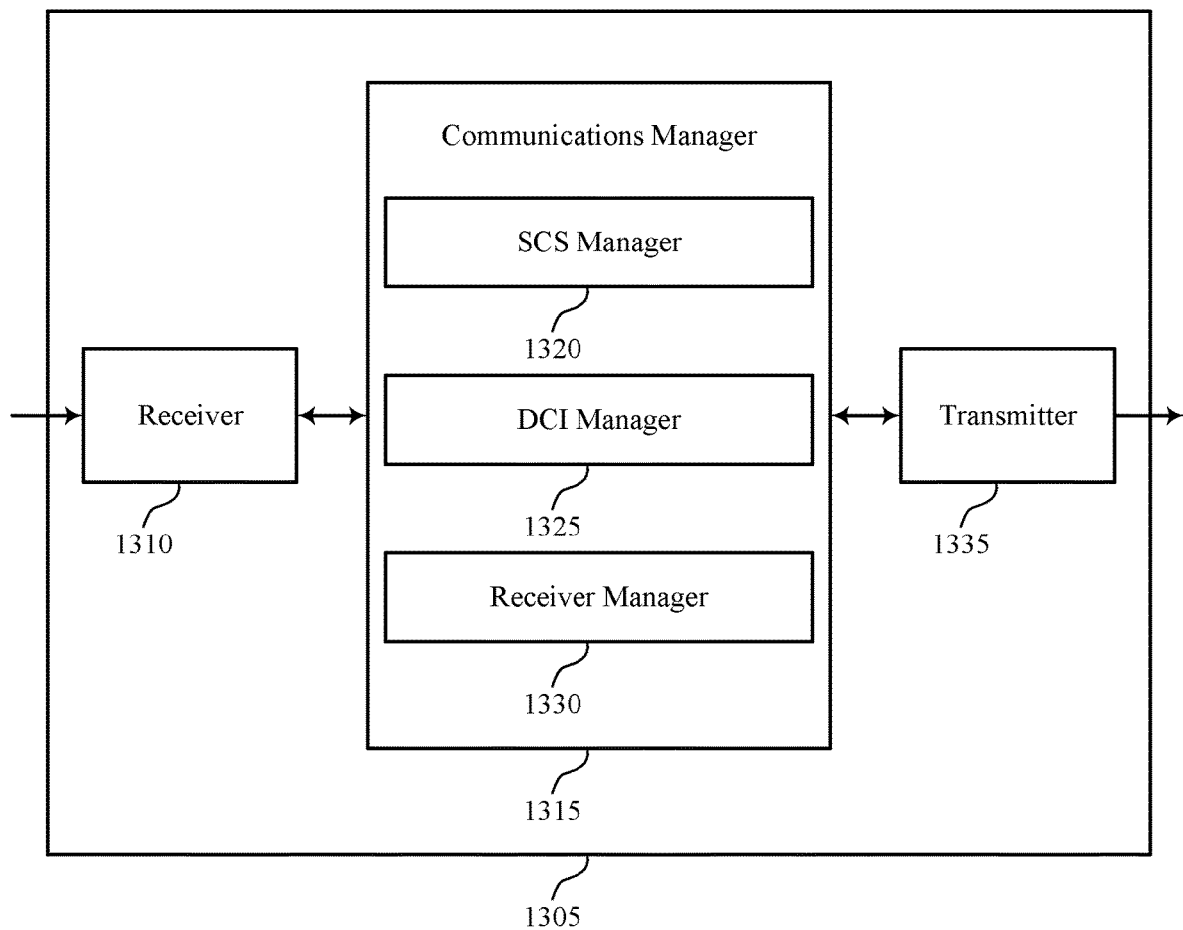 Communications Manager
SCS Manager
1320
Receiver
1310
DCI Manager
1325
Transmitter
1335
Receiver Manager
1330
1315
1305